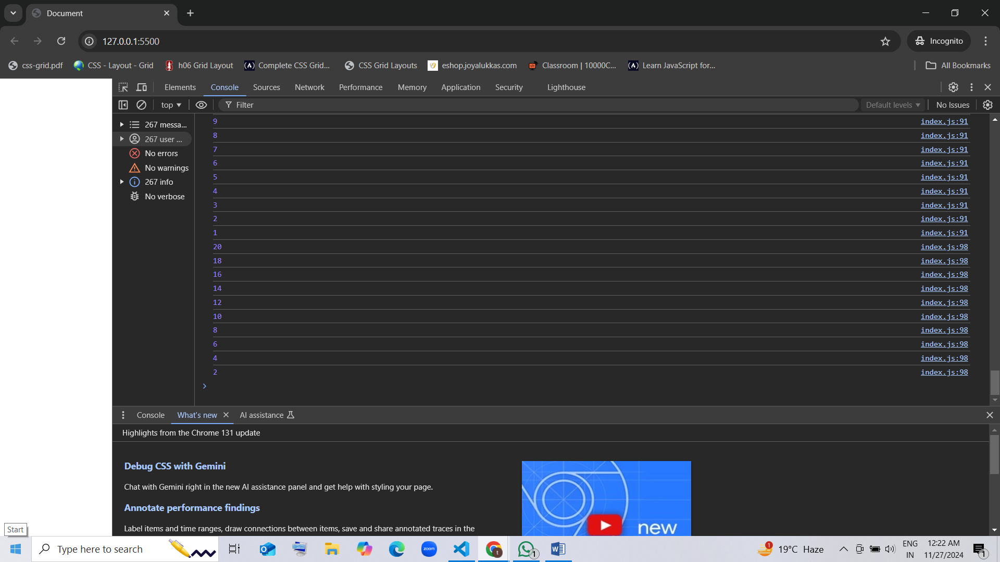 Document
127.0.0.1:5500
Incognito
css-grid.pdf
CSS - Layout - Grid
h06 Grid Layout
Complete CSS Grid...
CSS Grid Layouts
eshop.joyalukkas.com
Classroom | 10000C...
Learn JavaScript for...
All Bookmarks
Elements Console Sources Network Performance Memory Application Security Lighthouse
top Filter Default levels No Issues
267 messa...
267 user ...
No errors
No warnings
267 info
No verbose
9 index.js:91
8 index.js:91
7 index.js:91
6 index.js:91
5 index.js:91
4 index.js:91
3 index.js:91
2 index.js:91
1 index.js:91
20 index.js:98
18 index.js:98
16 index.js:98
14 index.js:98
12 index.js:98
10 index.js:98
8 index.js:98
6 index.js:98
4 index.js:98
2 index.js:98
Console What's new AI assistance
Highlights from the Chrome 131 update
Debug CSS with Gemini
Chat with Gemini right in the new AI assistance panel and get help with styling your page.
Annotate performance findings
Label items and time ranges, draw connections between items, save and share annotated traces in the
new
Start
Type here to search
zoom
t
1
1
19°C Haze
ENG
IN
12:22 AM
11/27/2024
1